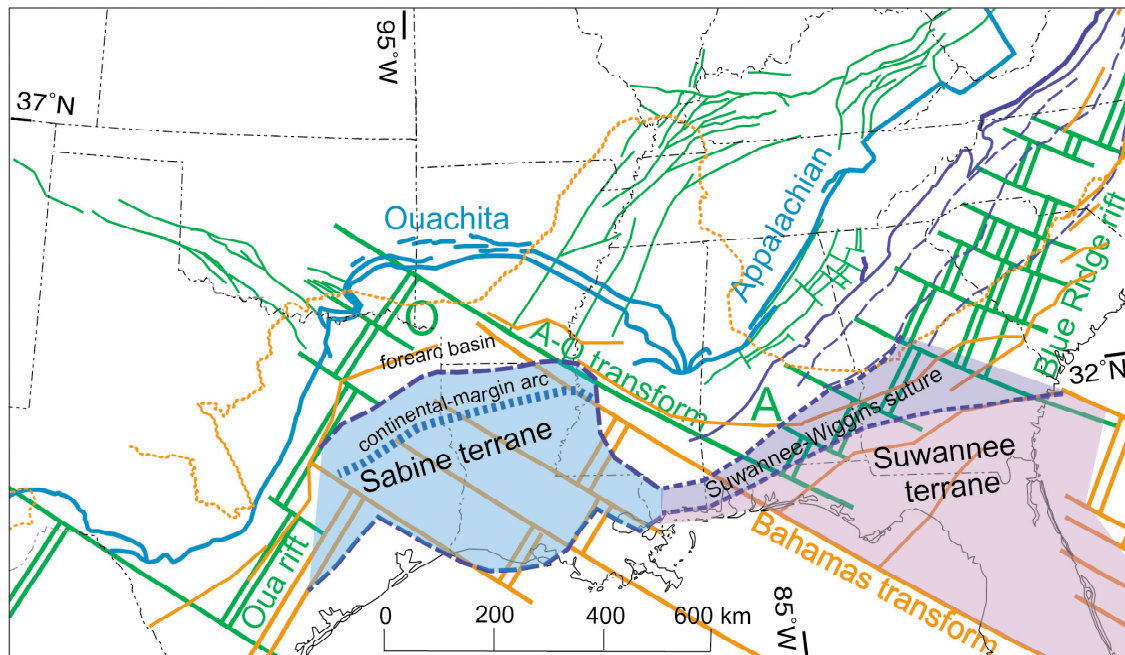 95°W
37°N
Ouachita
Appalachian
Blue Ridge rift
O
A-O transform
forearc basin
32°N
continental-margin arc
A
Sabine terrane
Suwannee-Wiggins suture
Suwannee
terrane
Oua rift
Bahamas transform
85°W
0 200 400 600 km